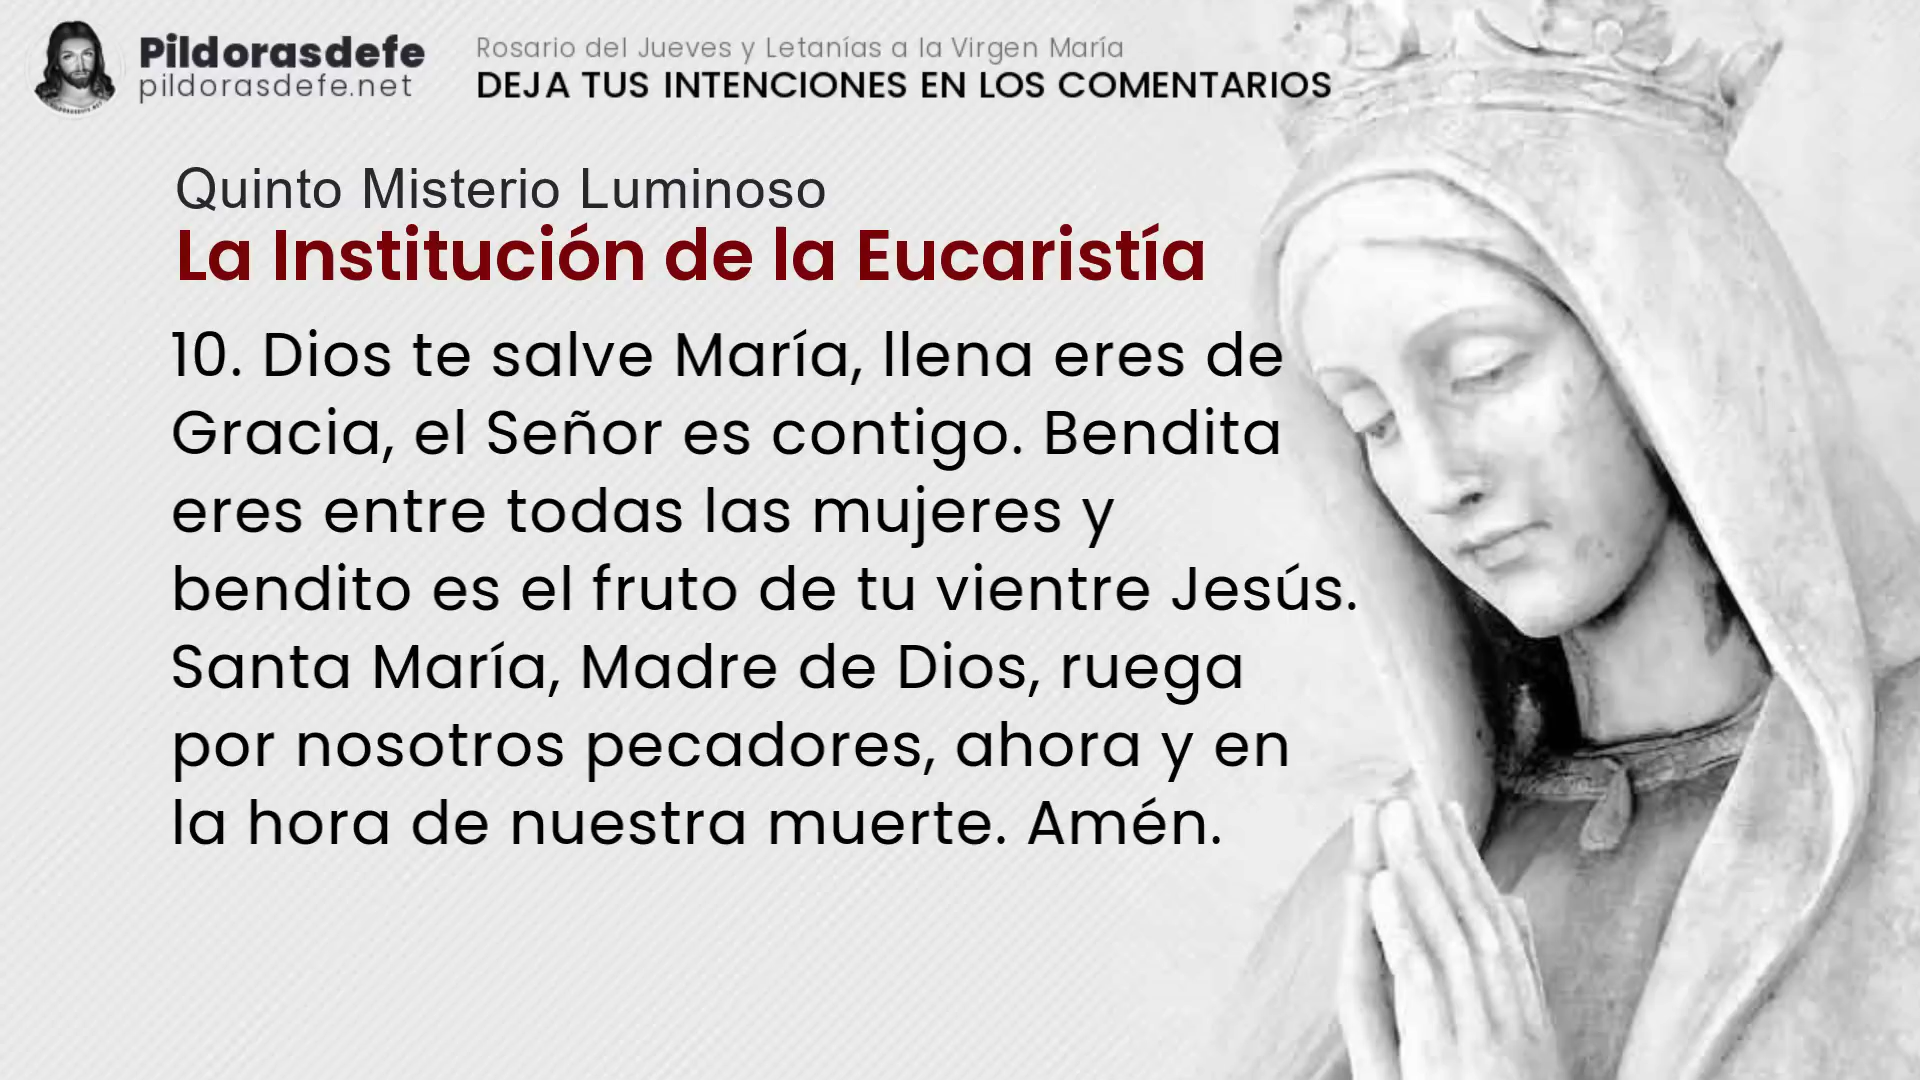 Pildorasdefe
pildorasdefe.net
Rosario del Jueves y Letanías a la Virgen María
DEJA TUS INTENCIONES EN LOS COMENTARIOS
Quinto Misterio Luminoso
La Institución de la Eucaristía
10. Dios te salve María, llena eres de
Gracia, el Señor es contigo. Bendita
eres entre todas las mujeres y
bendito es el fruto de tu vientre Jesús.
Santa María, Madre de Dios, ruega
por nosotros pecadores, ahora y en
la hora de nuestra muerte. Amén.